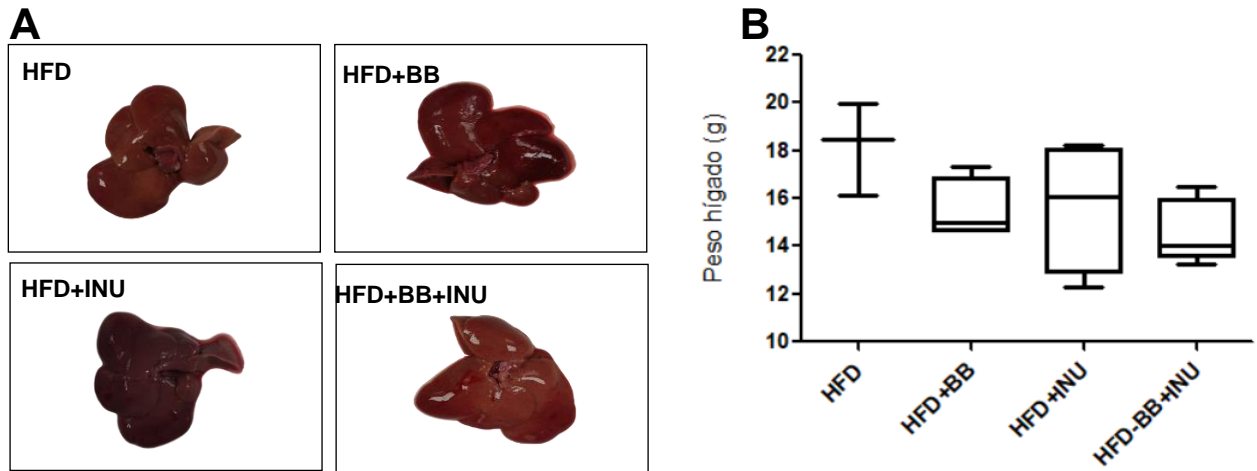 A
HFD
HFD+BB
HFD+INU
HFD+BB+INU
B
Peso hígado (g)
22
20
18
16
14
12
10
HFD
HFD+BB
HFD+INU
HFD-BB+INU